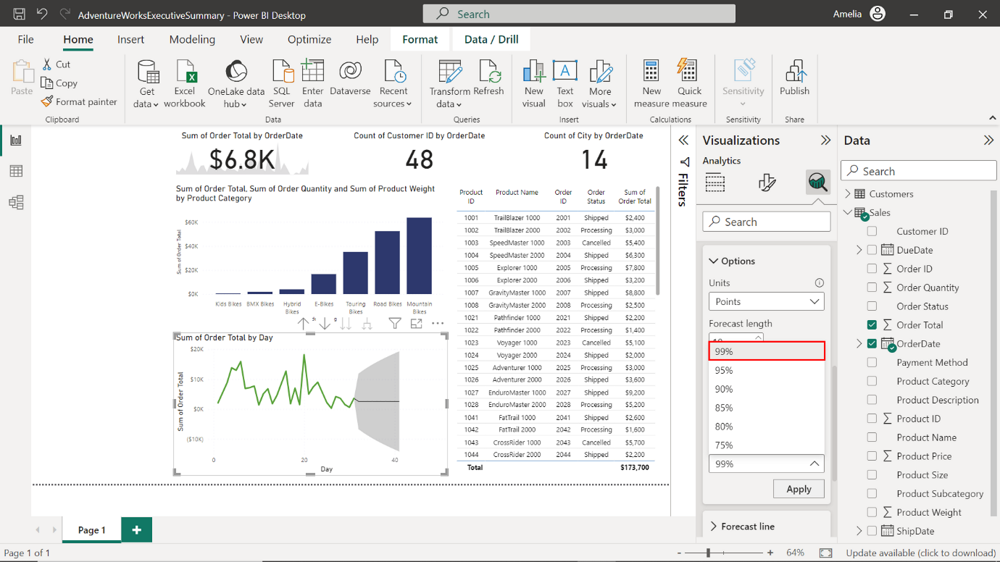 AdventureWorksExecutiveSummary - Power BI Desktop
Search
Amelia
File
Home
Insert
Modeling
View
Optimize
Help
Format
Data / Drill
Paste
Cut
Copy
Format painter
Clipboard
Get data
Excel workbook
OneLake data hub
SQL Server
Enter data
Dataverse
Recent sources
Data
Transform data
Refresh
Queries
New visual
Text box
More visuals
Insert
New measure
Quick measure
Calculations
Sensitivity
Sensitivity
Publish
Share
Sum of Order Total by OrderDate
$6.8K
Count of Customer ID by OrderDate
48
Count of City by OrderDate
14
Sum of Order Total, Sum of Order Quantity and Sum of Product Weight
by Product Category
Sum of Order Total
$60K
$40K
$20K
$0K
Kids Bikes BMX Bikes Hybrid Bikes E-Bikes Touring Bikes Road Bikes Mountain Bikes
Sum of Order Total by Day
Sum of Order Total
$20K
$10K
$0K
($10K)
0 20 40
Day
Product ID Product Name Order ID Order Status Sum of Order Total
1001 TrailBlazer 1000 2001 Shipped $2,400
1002 TrailBlazer 2000 2002 Processing $3,000
1003 SpeedMaster 1000 2003 Cancelled $5,400
1004 SpeedMaster 2000 2004 Shipped $6,300
1005 Explorer 1000 2005 Processing $7,800
1006 Explorer 2000 2006 Shipped $3,200
1007 GravityMaster 1000 2007 Shipped $8,800
1008 GravityMaster 2000 2008 Processing $2,500
1021 Pathfinder 1000 2021 Shipped $2,200
1022 Pathfinder 2000 2022 Processing $1,400
1023 Voyager 1000 2023 Cancelled $5,100
1024 Voyager 2000 2024 Shipped $2,000
1025 Adventurer 1000 2025 Processing $3,000
1026 Adventurer 2000 2026 Shipped $3,600
1027 EnduroMaster 1000 2027 Shipped $9,200
1028 EnduroMaster 2000 2028 Processing $5,200
1041 FatTrail 1000 2041 Shipped $2,600
1042 FatTrail 2000 2042 Processing $1,600
1043 CrossRider 1000 2043 Cancelled $5,700
1044 CrossRider 2000 2044 Shipped $2,200
Total $173,700
Filters
Visualizations
Analytics
Search
Options
Units
Points
Forecast length
99%
95%
90%
85%
80%
75%
99%
Apply
Forecast line
Data
Search
Customers
Sales
Customer ID
DueDate
Order ID
Order Quantity
Order Status
Order Total
OrderDate
Payment Method
Product Category
Product Description
Product ID
Product Name
Product Price
Product Size
Product Subcategory
Product Weight
ShipDate
Page 1
+
Page 1 of 1
- + 64%
Update available (click to download)